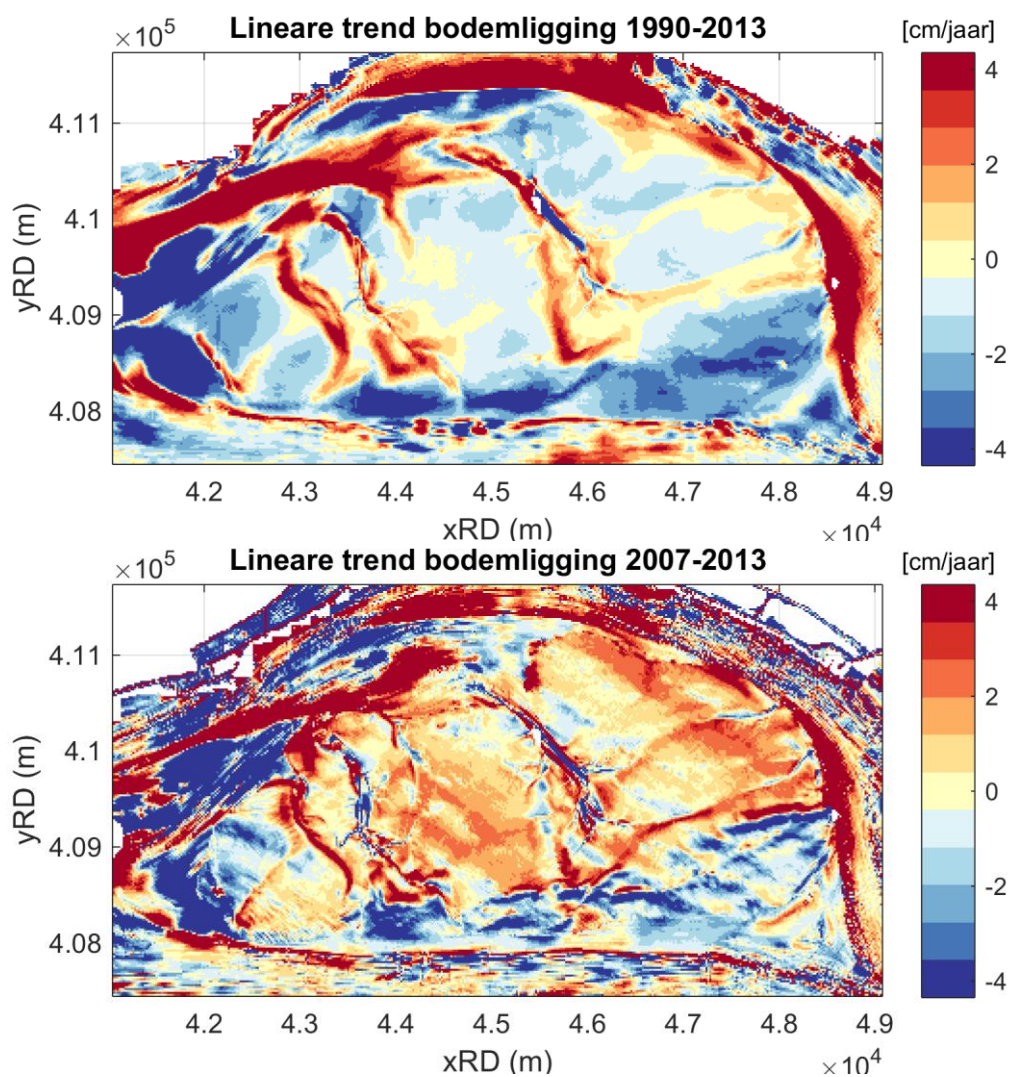 Lineare trend bodemligging 1990-2013
× 10⁵
[cm/jaar]
4.11
4.1
4.09
4.08
yRD (m)
4.2 4.3 4.4 4.5 4.6 4.7 4.8 4.9
xRD (m)
× 10⁴
4
2
0
-2
-4
Lineare trend bodemligging 2007-2013
× 10⁵
[cm/jaar]
4.11
4.1
4.09
4.08
yRD (m)
4.2 4.3 4.4 4.5 4.6 4.7 4.8 4.9
xRD (m)
× 10⁴
4
2
0
-2
-4